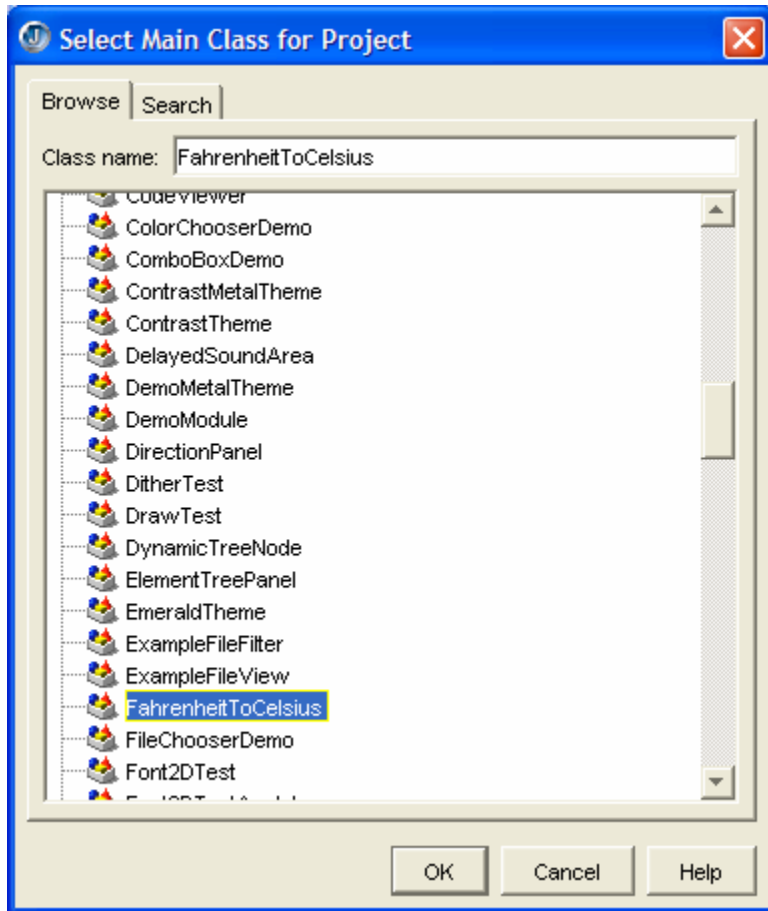 Select Main Class for Project
Browse Search
Class name: FahrenheitToCelsius
CodeViewer
ColorChooserDemo
ComboBoxDemo
ContrastMetalTheme
ContrastTheme
DelayedSoundArea
DemoMetalTheme
DemoModule
DirectionPanel
DitherTest
DrawTest
DynamicTreeNode
ElementTreePanel
EmeraldTheme
ExampleFileFilter
ExampleFileView
FahrenheitToCelsius
FileChooserDemo
Font2DTest
OK Cancel Help